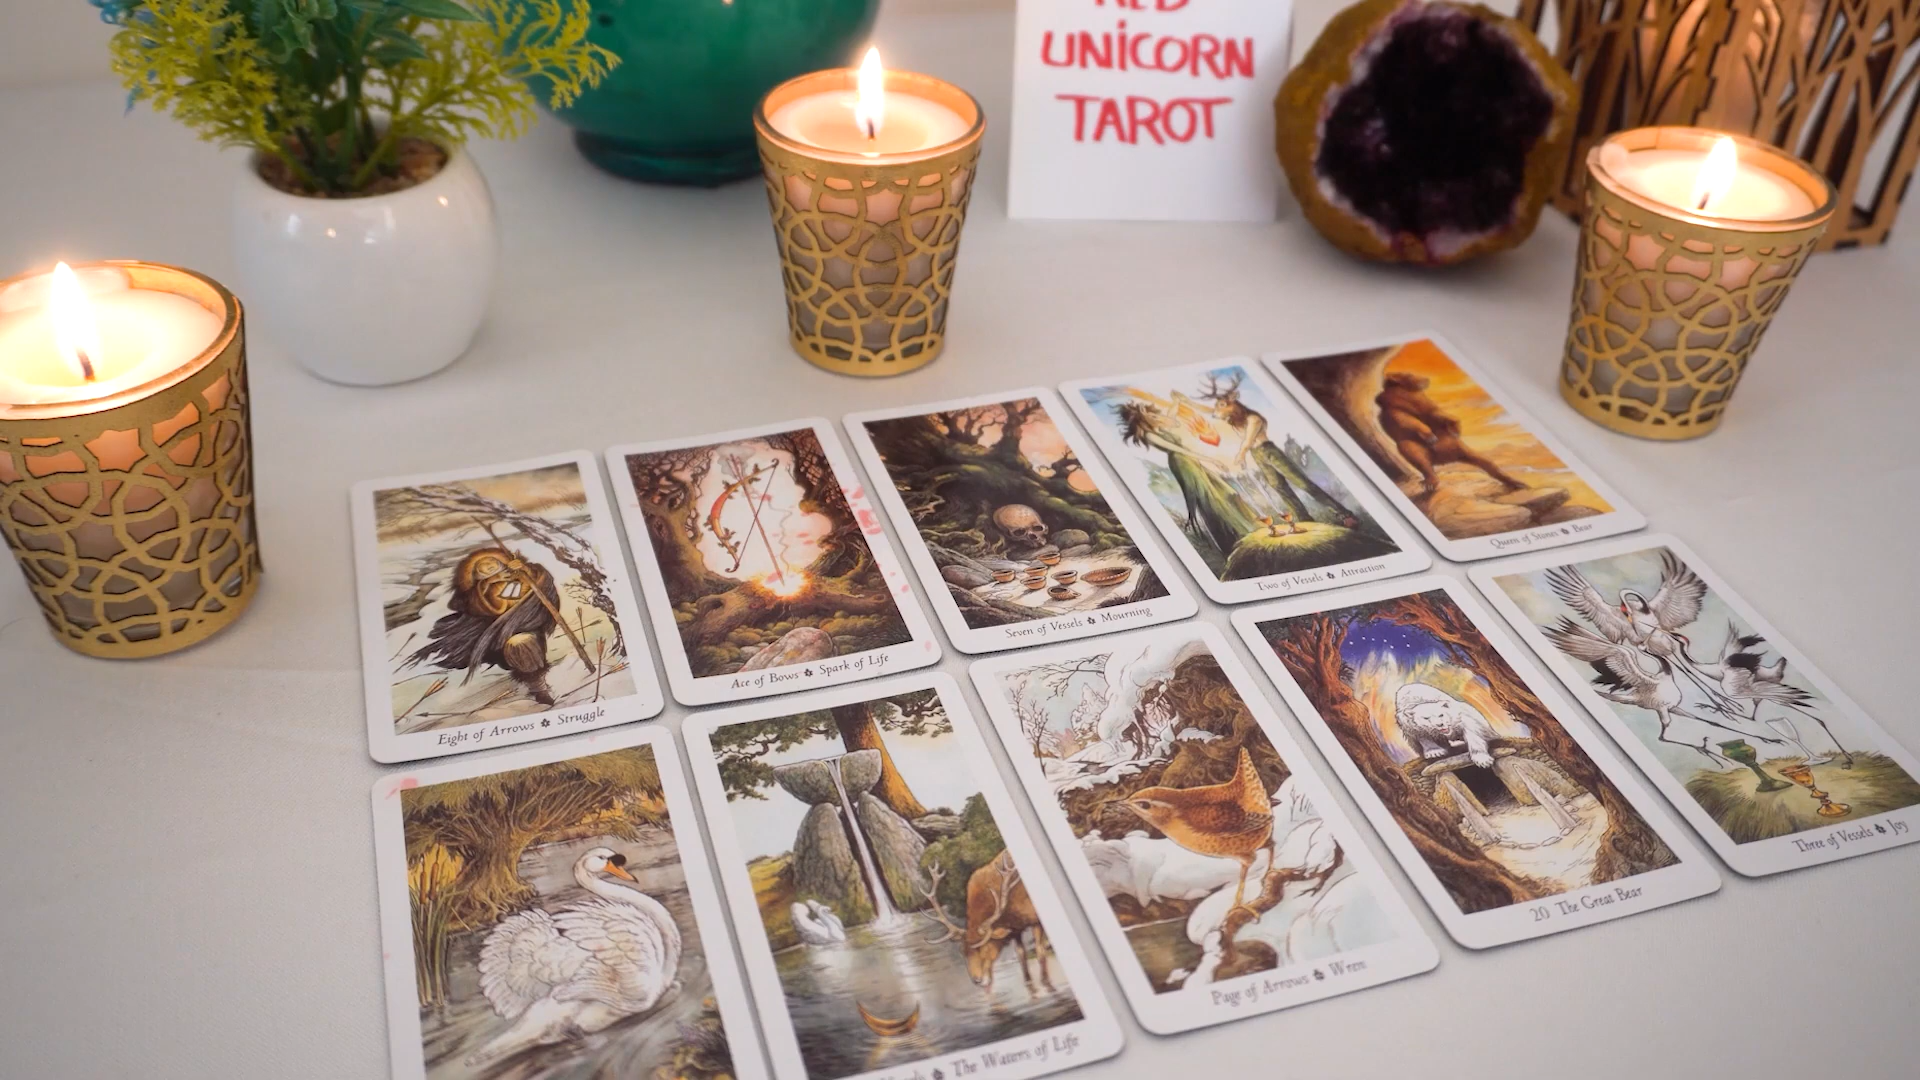 RED
UNICORN
TAROT
Queen of Stones ✽ Bear
Two of Vessels ✽ Attraction
Seven of Vessels ✽ Mourning
Ace of Bows ✽ Spark of Life
Eight of Arrows ✽ Struggle
Three of Vessels ✽ Joy
20 The Great Bear
Page of Arrows ✽ Wren
Vessels ✽ The Waters of Life